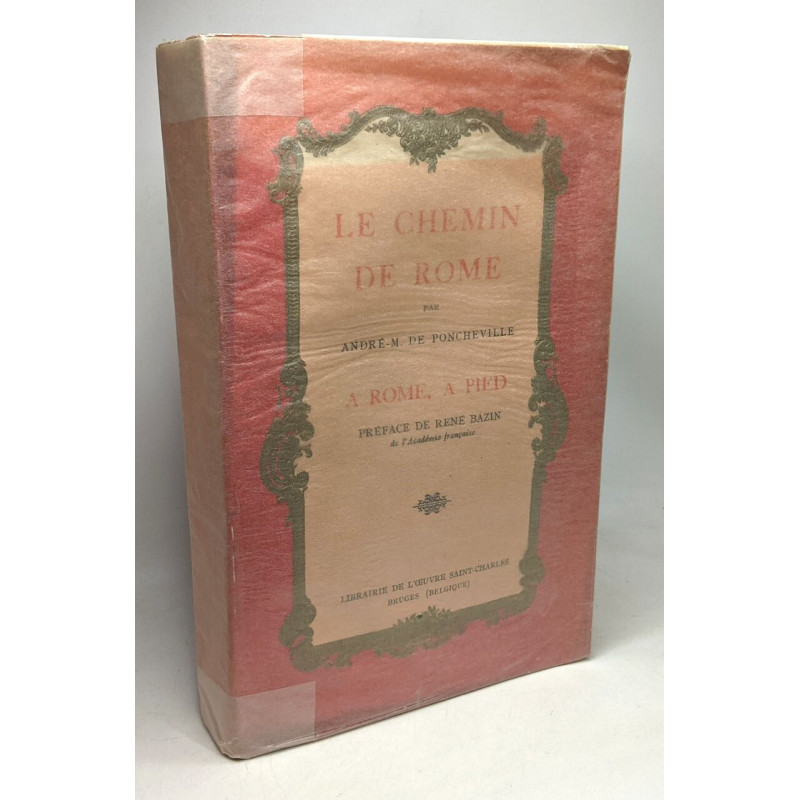 LE CHEMIN
DE ROME
PAR
ANDRÉ-M. DE PONCHEVILLE
A ROME, A PIED
PRÉFACE DE RENÉ BAZIN
de l'Académie française
LIBRAIRIE DE L'ŒUVRE SAINT-CHARLES
BRUGES (BELGIQUE)